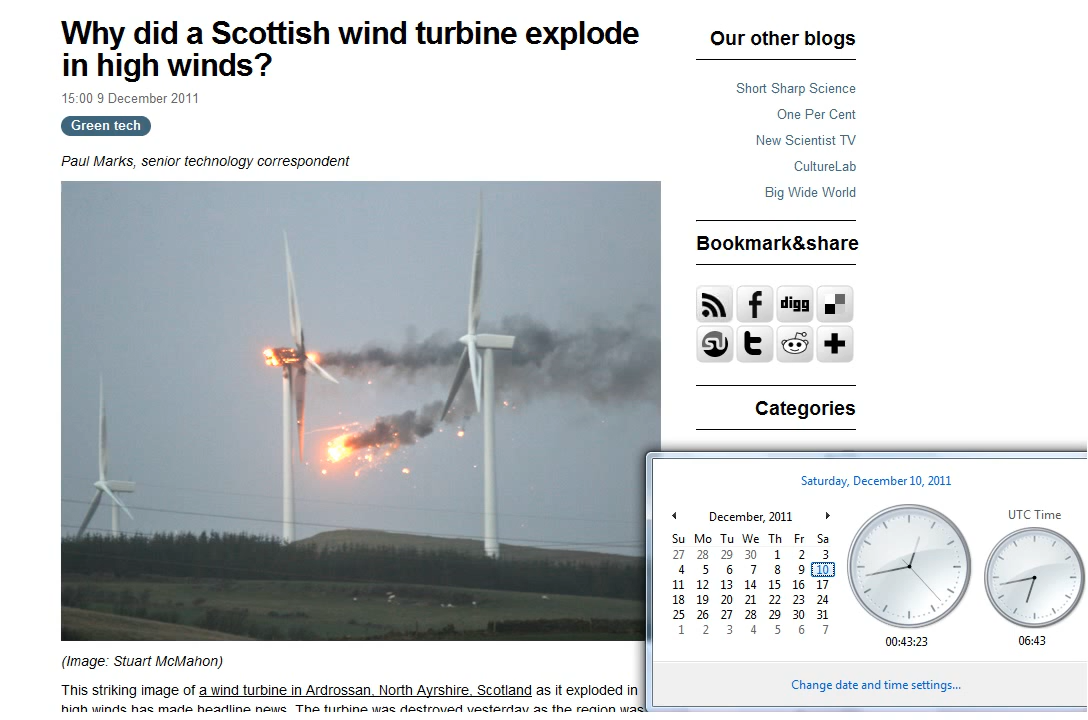 Why did a Scottish wind turbine explode
in high winds?
15:00 9 December 2011
Green tech
Paul Marks, senior technology correspondent
(Image: Stuart McMahon)
This striking image of a wind turbine in Ardrossan, North Ayrshire, Scotland as it exploded in
high winds has made headline news. The turbine was destroyed yesterday as the region was
Our other blogs
Short Sharp Science
One Per Cent
New Scientist TV
CultureLab
Big Wide World
Bookmark&share
digg
Categories
Saturday, December 10, 2011
December, 2011
Su Mo Tu We Th Fr Sa
27 28 29 30 1 2 3
4 5 6 7 8 9 10
11 12 13 14 15 16 17
18 19 20 21 22 23 24
25 26 27 28 29 30 31
1 2 3 4 5 6 7
00:43:23
UTC Time
06:43
Change date and time settings...